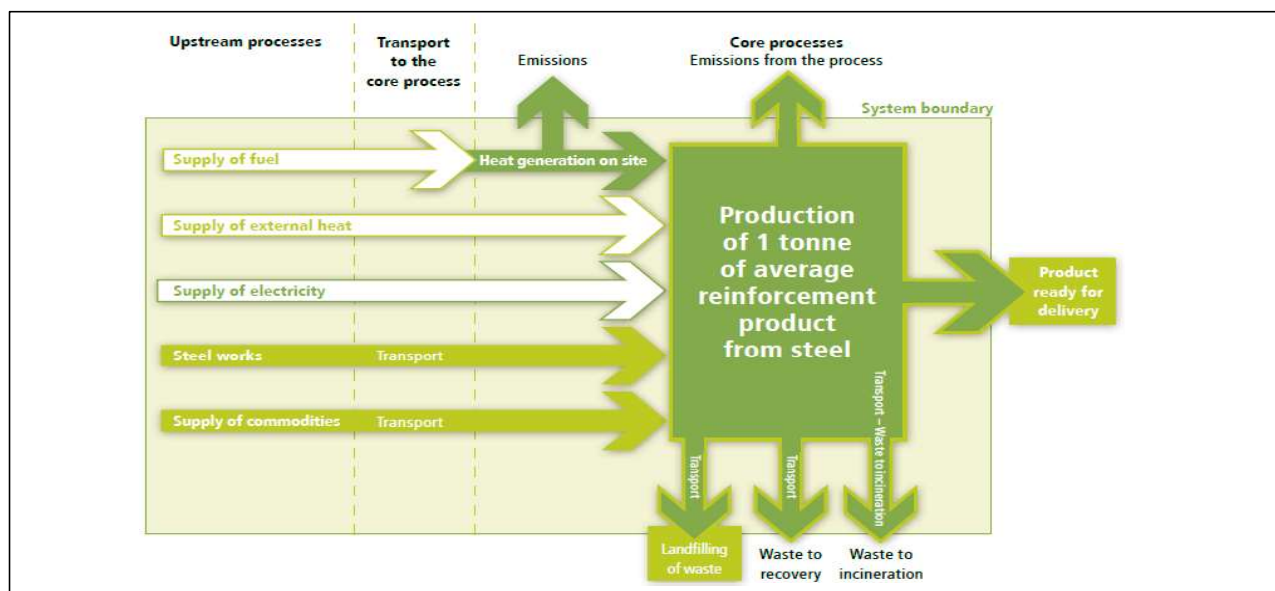 Upstream processes
Transport
to the
core process
Emissions
Core processes
Emissions from the process
System boundary
Supply of fuel
Heat generation on site
Supply of external heat
Supply of electricity
Steel works
Transport
Supply of commodities
Transport
Production
of 1 tonne
of average
reinforcement
product
from steel
Product
ready for
delivery
Transport
Transport
Transport – Waste to incineration
Landfilling
of waste
Waste to
recovery
Waste to
incineration